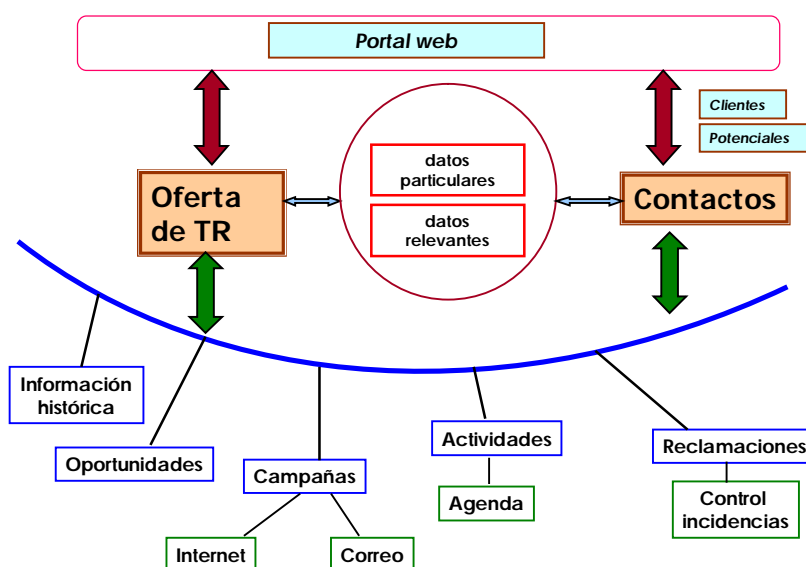 Portal web
Clientes
Potenciales
datos
particulares
Oferta
de TR
Contactos
datos
relevantes
Información
histórica
Oportunidades
Campañas
Actividades
Reclamaciones
Agenda
Control
incidencias
Internet
Correo